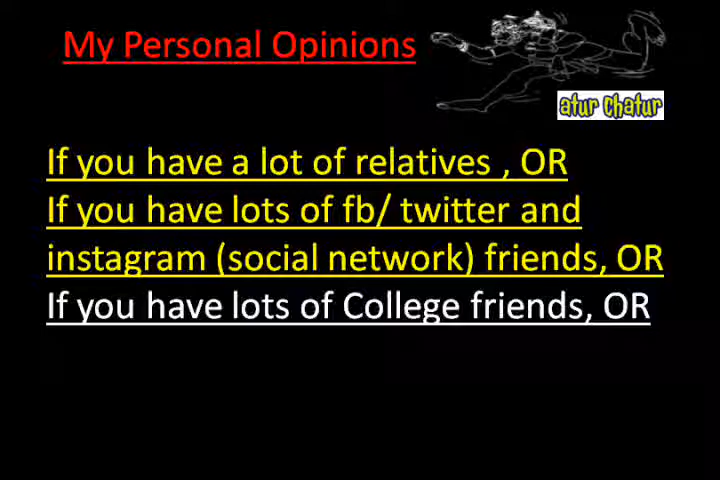 My Personal Opinions
atur chatur
If you have a lot of relatives , OR
If you have lots of fb/ twitter and
instagram (social network) friends, OR
If you have lots of College friends, OR